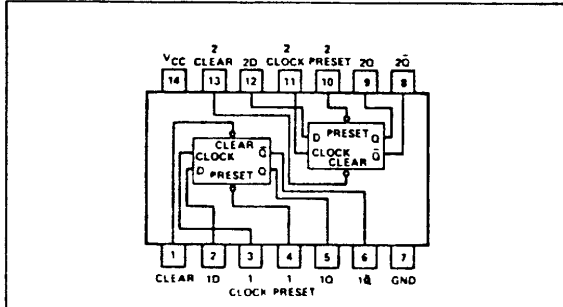 2 2 2
VCC CLEAR 2D CLOCK PRESET 2Q 2Q̄
14 13 12 11 10 9 8
D PRESET Q
CLOCK Q̄
CLEAR
CLEAR
CLOCK Q̄
D Q
PRESET
1 2 3 4 5 6 7
CLEAR 1D 1 1 1Q 1Q̄ GND
CLOCK PRESET